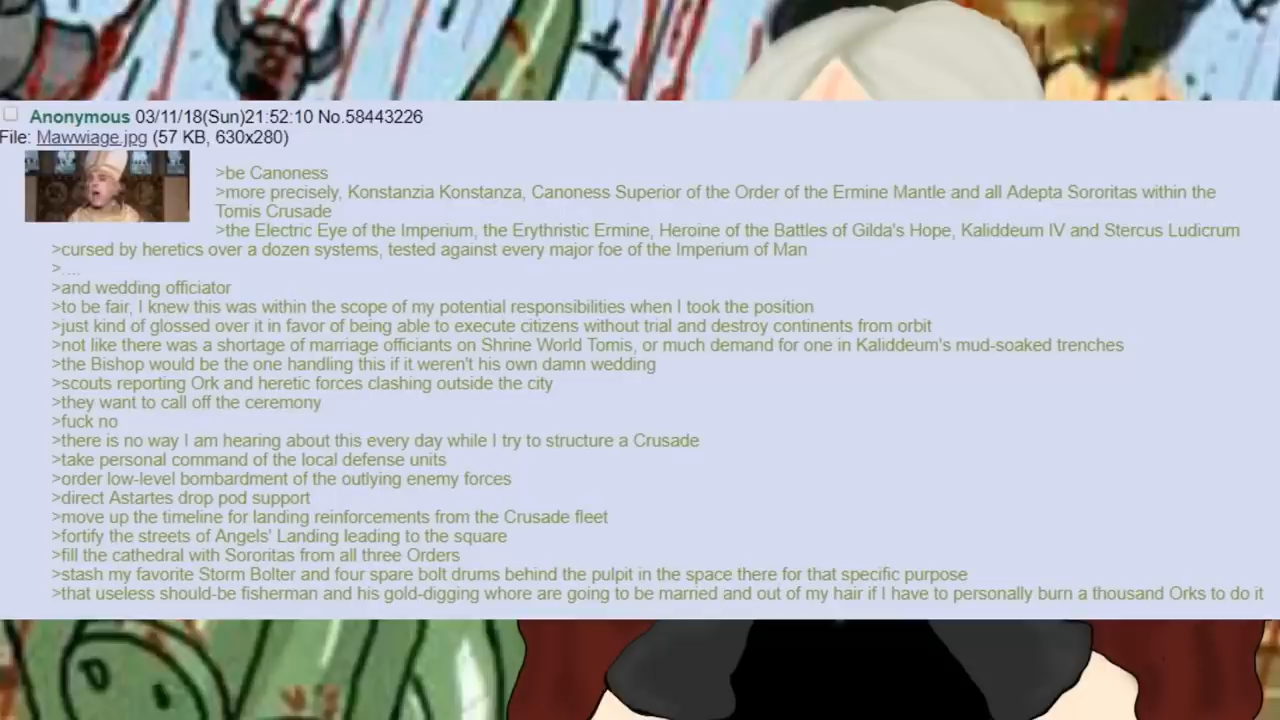 Anonymous 03/11/18(Sun)21:52:10 No.58443226
File: Mawwiage.jpg (57 KB, 630x280)
>be Canoness
>more precisely, Konstanzia Konstanza, Canoness Superior of the Order of the Ermine Mantle and all Adepta Sororitas within the
Tomis Crusade
>the Electric Eye of the Imperium, the Erythristic Ermine, Heroine of the Battles of Gilda's Hope, Kaliddeum IV and Stercus Ludicrum
>cursed by heretics over a dozen systems, tested against every major foe of the Imperium of Man
>....
>and wedding officiator
>to be fair, I knew this was within the scope of my potential responsibilities when I took the position
>just kind of glossed over it in favor of being able to execute citizens without trial and destroy continents from orbit
>not like there was a shortage of marriage officiants on Shrine World Tomis, or much demand for one in Kaliddeum's mud-soaked trenches
>the Bishop would be the one handling this if it weren't his own damn wedding
>scouts reporting Ork and heretic forces clashing outside the city
>they want to call off the ceremony
>fuck no
>there is no way I am hearing about this every day while I try to structure a Crusade
>take personal command of the local defense units
>order low-level bombardment of the outlying enemy forces
>direct Astartes drop pod support
>move up the timeline for landing reinforcements from the Crusade fleet
>fortify the streets of Angels' Landing leading to the square
>fill the cathedral with Sororitas from all three Orders
>stash my favorite Storm Bolter and four spare bolt drums behind the pulpit in the space there for that specific purpose
>that useless should-be fisherman and his gold-digging whore are going to be married and out of my hair if I have to personally burn a thousand Orks to do it